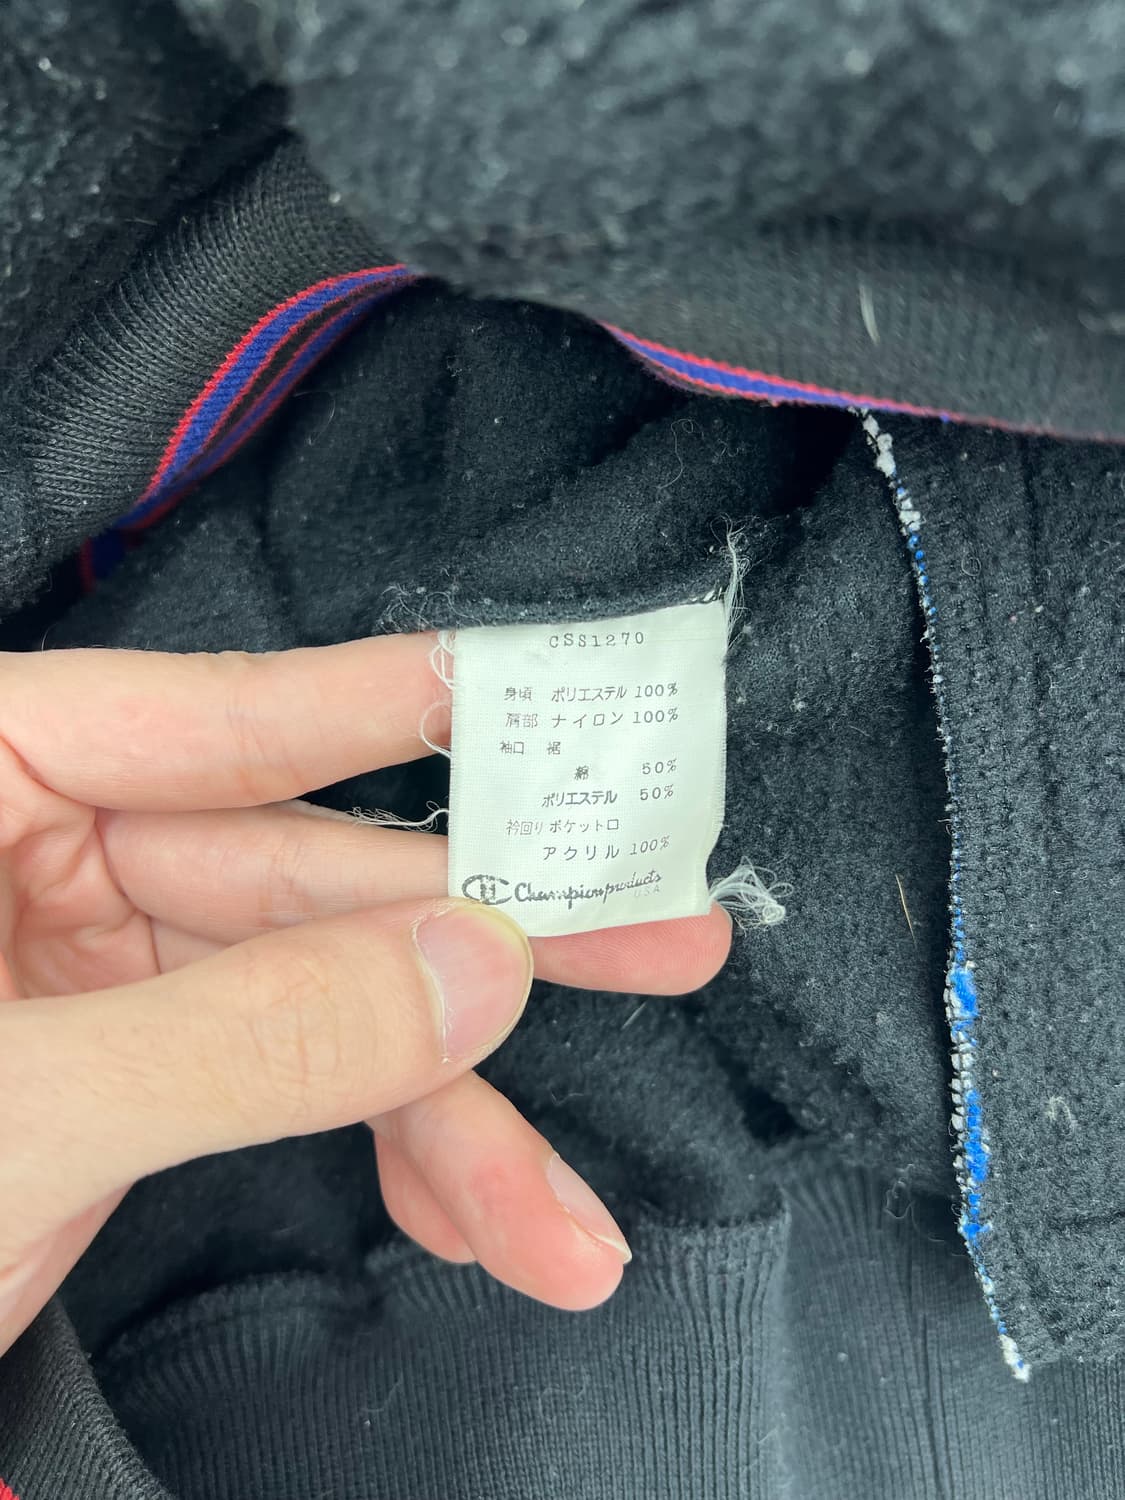 CSS1270
身頃 ポリエステル 100%
肩部 ナイロン 100%
袖口 裾
綿 50%
ポリエステル 50%
衿回り ポケット口
アクリル 100%
Champion products
USA